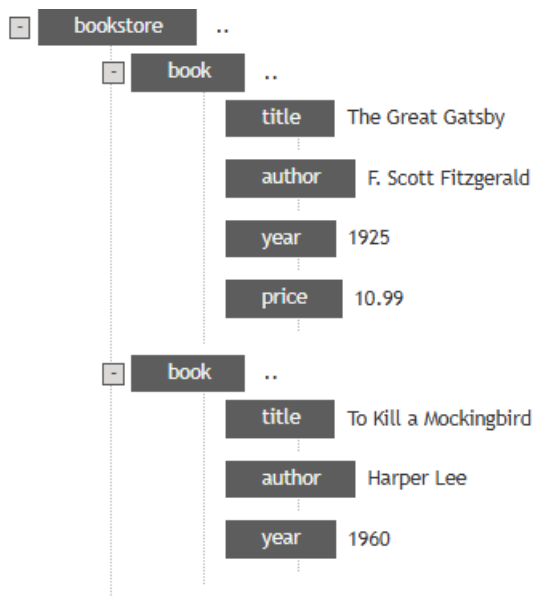 - bookstore ..
- book ..
title The Great Gatsby
author F. Scott Fitzgerald
year 1925
price 10.99
- book ..
title To Kill a Mockingbird
author Harper Lee
year 1960